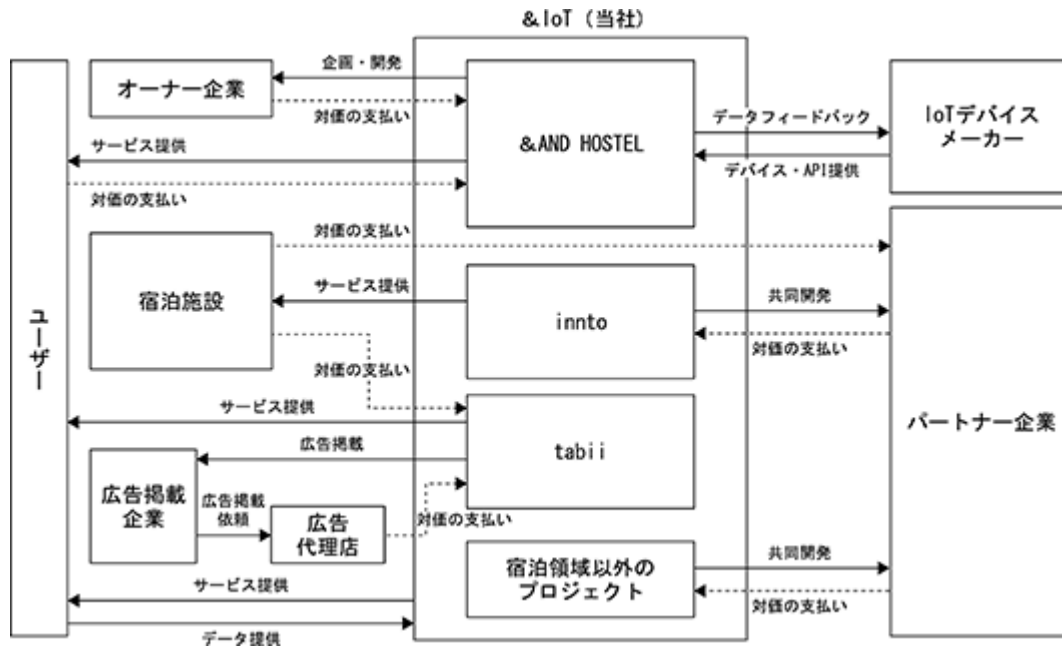 &IoT（当社）
オーナー企業
企画・開発
対価の支払い
サービス提供
対価の支払い
&AND HOSTEL
データフィードバック
デバイス・API提供
IoTデバイス
メーカー
ユーザー
宿泊施設
対価の支払い
サービス提供
対価の支払い
innto
共同開発
対価の支払い
パートナー企業
サービス提供
広告掲載
tabii
広告掲載
企業
広告掲載
依頼
広告
代理店
対価の支払い
宿泊領域以外の
プロジェクト
共同開発
対価の支払い
サービス提供
データ提供